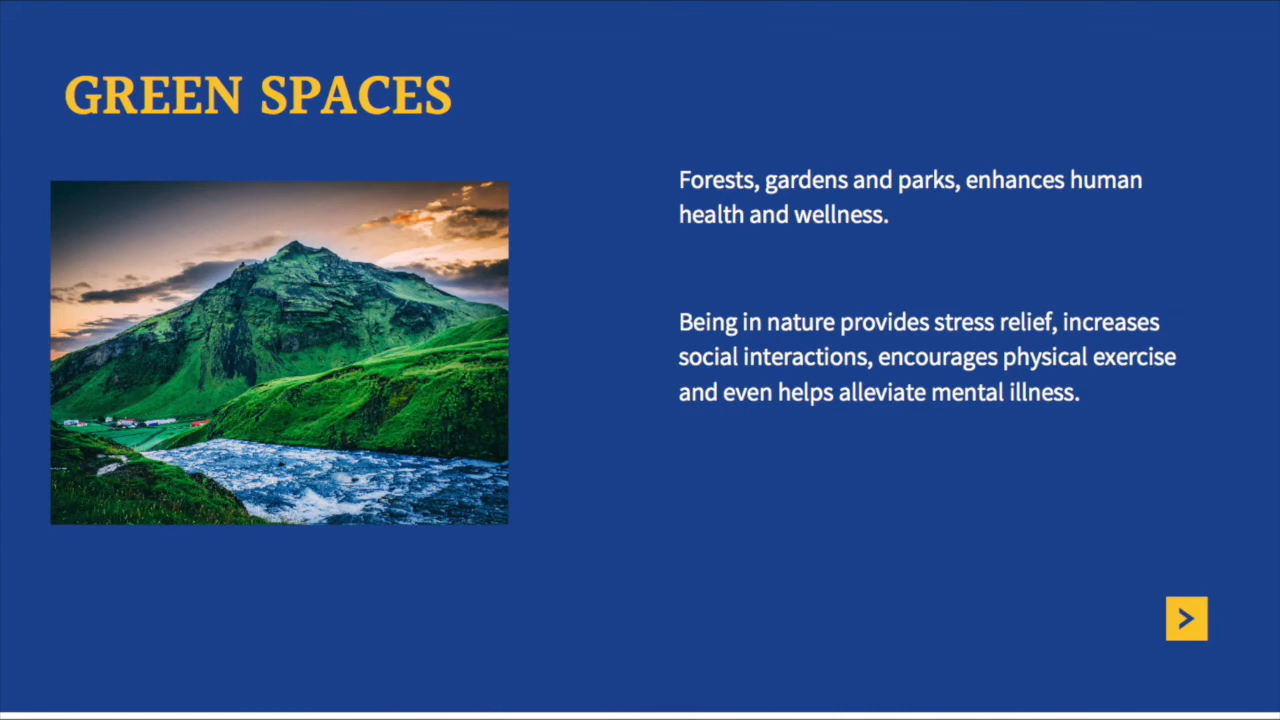 GREEN SPACES
Forests, gardens and parks, enhances human
health and wellness.
Being in nature provides stress relief, increases
social interactions, encourages physical exercise
and even helps alleviate mental illness.